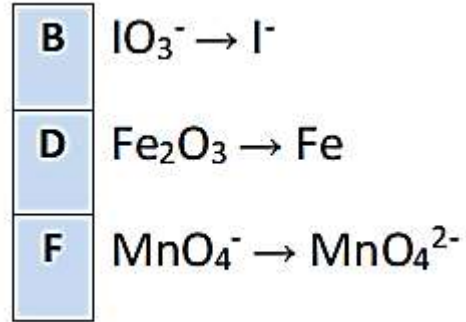 B IO₃⁻ → I⁻
D Fe₂O₃ → Fe
F MnO₄⁻ → MnO₄²⁻